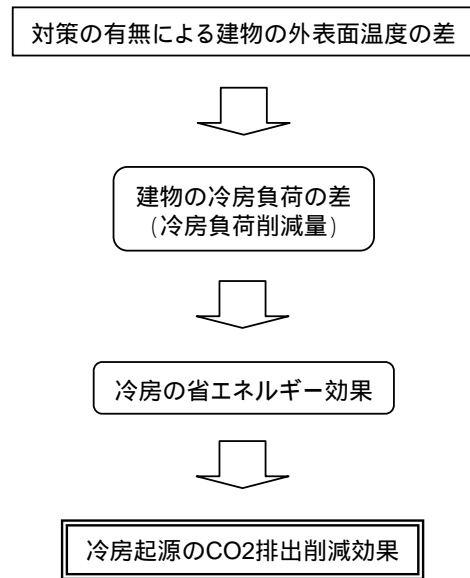 対策の有無による建物の外表面温度の差
建物の冷房負荷の差
(冷房負荷削減量)
冷房の省エネルギー効果
冷房起源のCO2排出削減効果